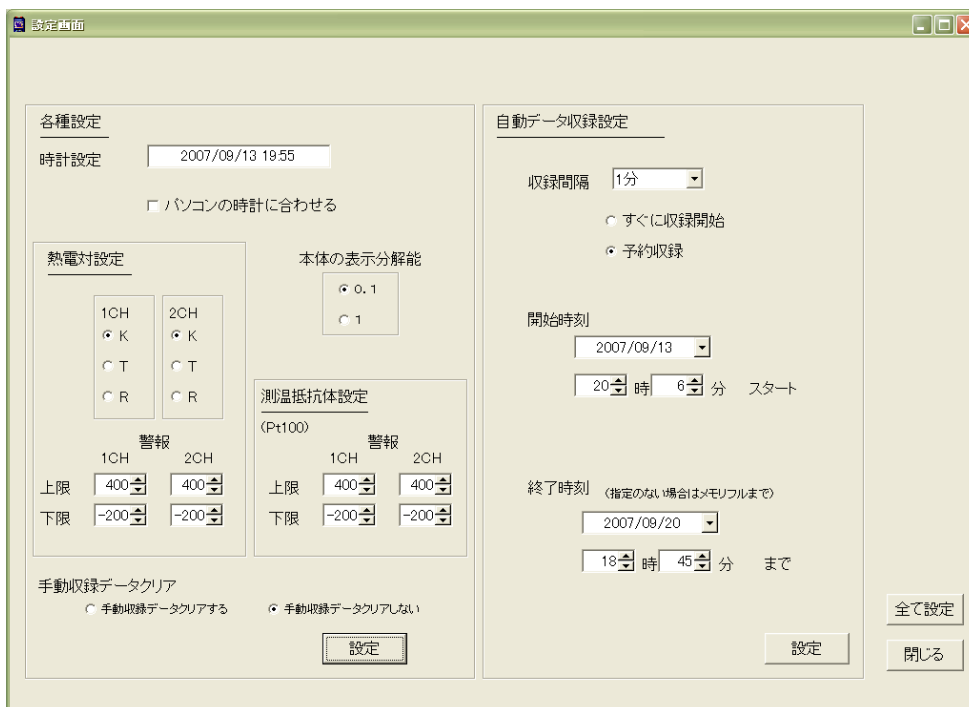 設定画面
各種設定
時計設定 2007/09/13 19:55
パソコンの時計に合わせる
熱電対設定
1CH 2CH
K K
T T
R R
警報
1CH 2CH
上限 400 400
下限 -200 -200
本体の表示分解能
0.1
1
測温抵抗体設定
(Pt100)
警報
1CH 2CH
上限 400 400
下限 -200 -200
手動収録データクリア
手動収録データクリアする 手動収録データクリアしない
設定
自動データ収録設定
収録間隔 1分
すぐに収録開始
予約収録
開始時刻
2007/09/13
20 時 6 分 スタート
終了時刻 (指定のない場合はメモリフルまで)
2007/09/20
18 時 45 分 まで
設定
全て設定
閉じる